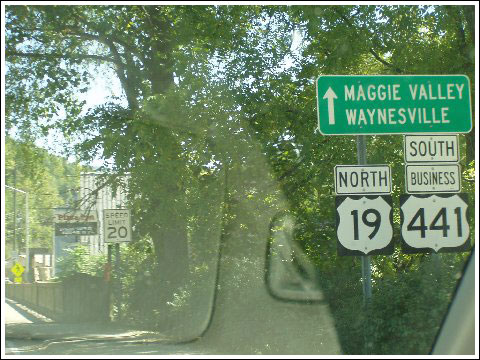 MAGGIE VALLEY
WAYNESVILLE
SOUTH
NORTH
BUSINESS
19
441
SPEED
LIMIT
20